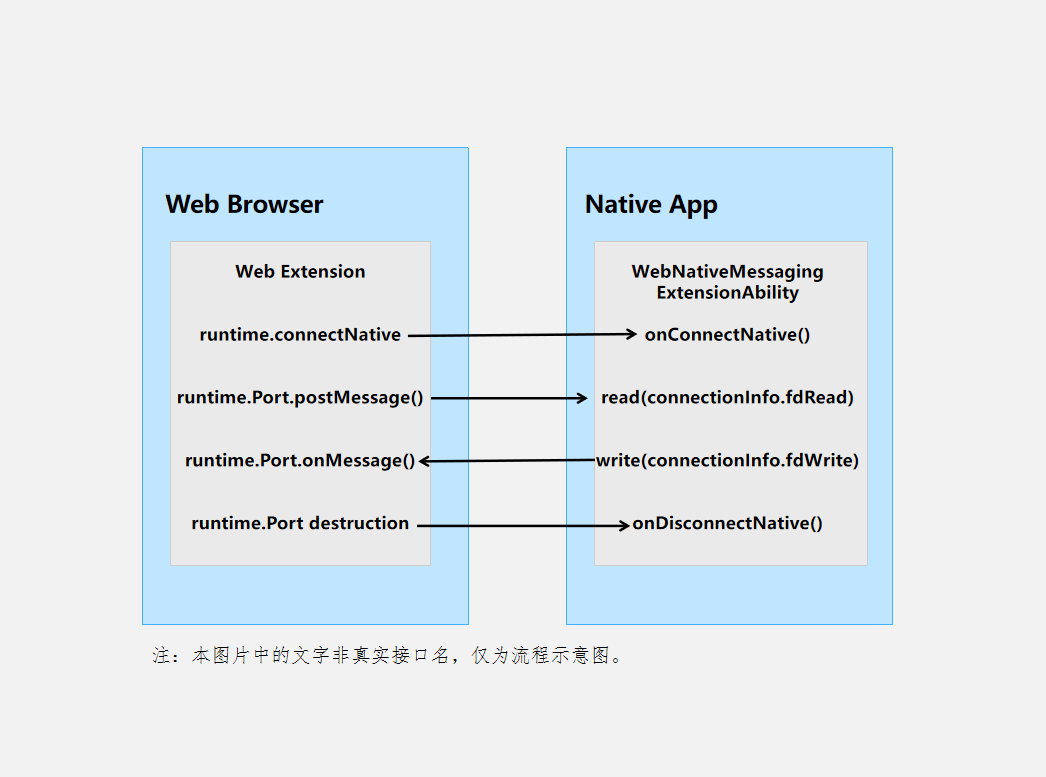 Web Browser
Web Extension
runtime.connectNative
runtime.Port.postMessage()
runtime.Port.onMessage()
runtime.Port destruction
Native App
WebNativeMessaging
ExtensionAbility
onConnectNative()
read(connectionInfo.fdRead)
write(connectionInfo.fdWrite)
onDisconnectNative()
注：本图片中的文字非真实接口名，仅为流程示意图。